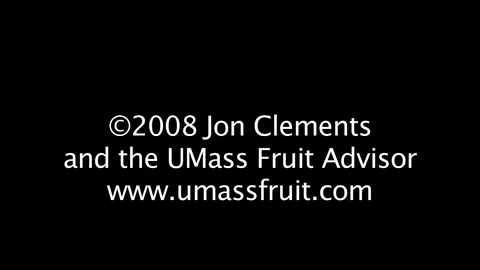 ©2008 Jon Clements
and the UMass Fruit Advisor
www.umassfruit.com